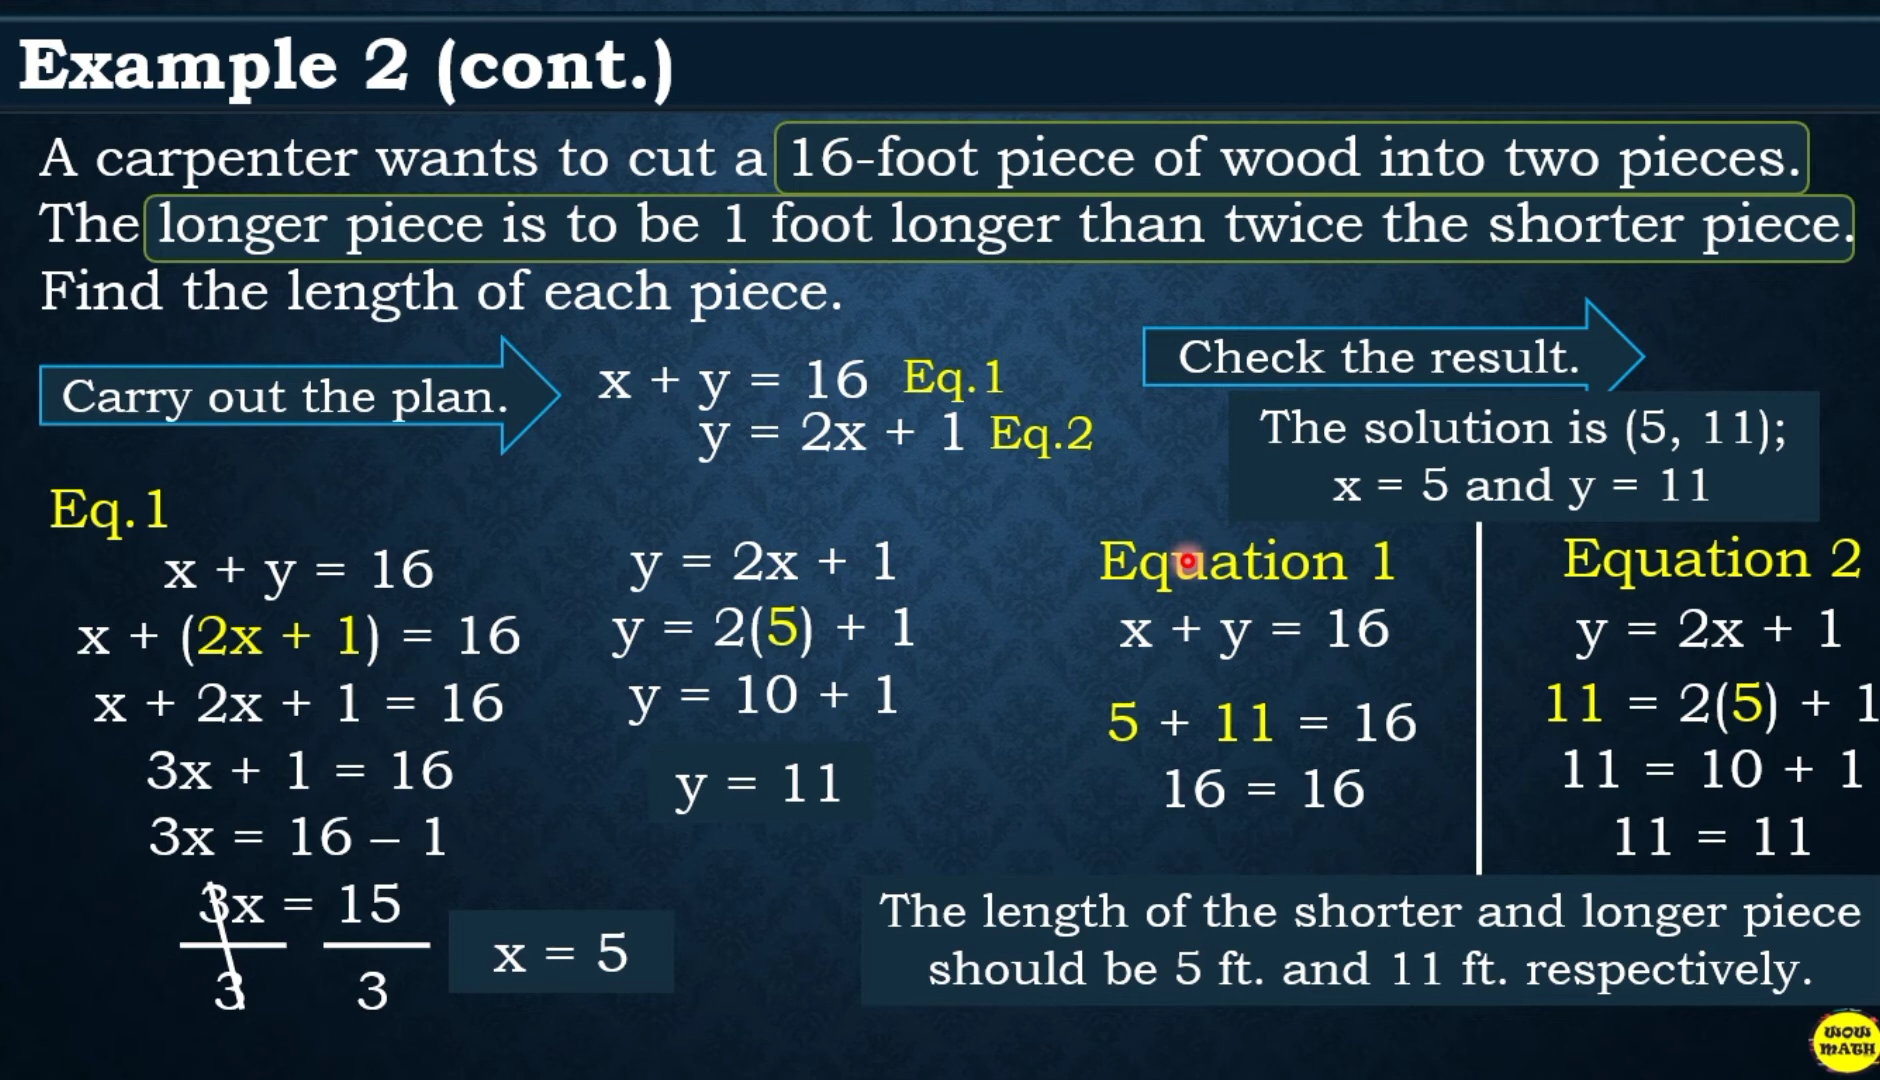 Example 2 (cont.)
A carpenter wants to cut a 16-foot piece of wood into two pieces.
The longer piece is to be 1 foot longer than twice the shorter piece.
Find the length of each piece.
Carry out the plan.
x + y = 16 Eq.1
y = 2x + 1 Eq.2
Eq.1
x + y = 16
x + (2x + 1) = 16
x + 2x + 1 = 16
3x + 1 = 16
3x = 16 – 1
3x = 15
3 3
x = 5
y = 2x + 1
y = 2(5) + 1
y = 10 + 1
y = 11
Check the result.
The solution is (5, 11);
x = 5 and y = 11
Equation 1
x + y = 16
5 + 11 = 16
16 = 16
Equation 2
y = 2x + 1
11 = 2(5) + 1
11 = 10 + 1
11 = 11
The length of the shorter and longer piece
should be 5 ft. and 11 ft. respectively.
WOW
MATH